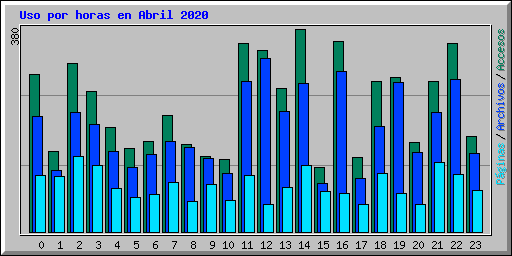 Uso por horas en Abril 2020
380
Páginas / Archivos / Accesos
0 1 2 3 4 5 6 7 8 9 10 11 12 13 14 15 16 17 18 19 20 21 22 23